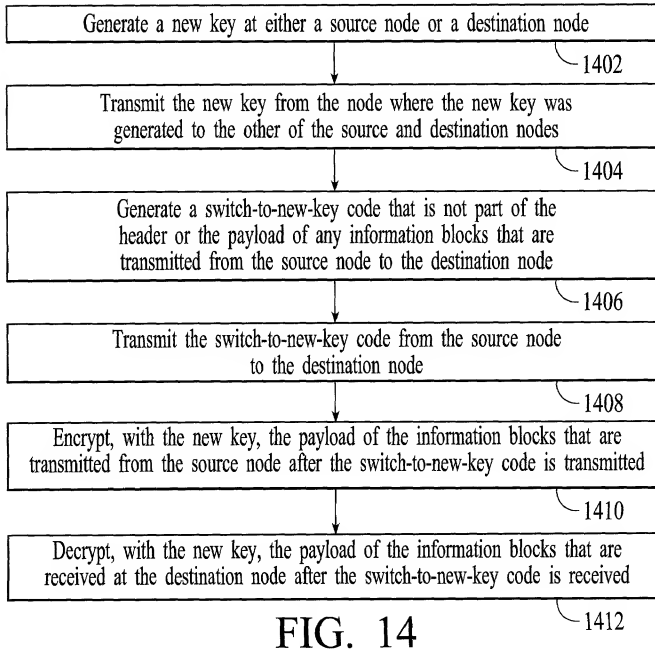 Generate a new key at either a source node or a destination node
1402
Transmit the new key from the node where the new key was
generated to the other of the source and destination nodes
1404
Generate a switch-to-new-key code that is not part of the
header or the payload of any information blocks that are
transmitted from the source node to the destination node
1406
Transmit the switch-to-new-key code from the source node
to the destination node
1408
Encrypt, with the new key, the payload of the information blocks that are
transmitted from the source node after the switch-to-new-key code is transmitted
1410
Decrypt, with the new key, the payload of the information blocks that are
received at the destination node after the switch-to-new-key code is received
1412
FIG. 14